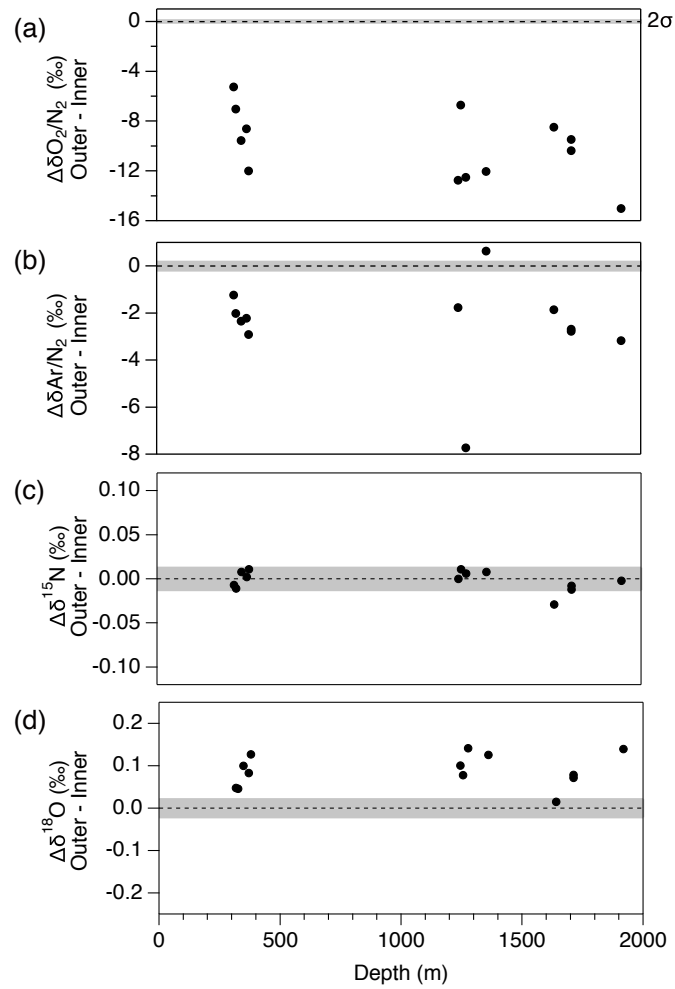 (a)
0
-4
-8
-12
-16
ΔδO₂/N₂ (‰)
Outer - Inner
2σ
(b)
0
-2
-4
-6
-8
ΔδAr/N₂ (‰)
Outer - Inner
(c)
0.10
0.05
0.00
-0.05
-0.10
Δδ¹⁵N (‰)
Outer - Inner
(d)
0.2
0.1
0.0
-0.1
-0.2
Δδ¹⁸O (‰)
Outer - Inner
0 500 1000 1500 2000
Depth (m)